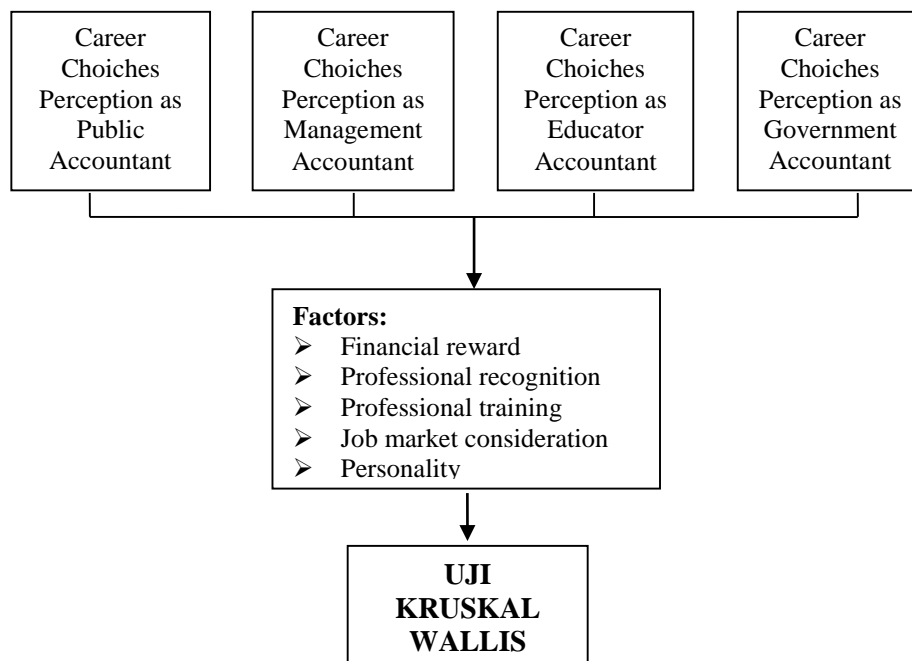 Career
Choiches
Perception as
Public
Accountant
Career
Choiches
Perception as
Management
Accountant
Career
Choiches
Perception as
Educator
Accountant
Career
Choiches
Perception as
Government
Accountant
Factors:
➢ Financial reward
➢ Professional recognition
➢ Professional training
➢ Job market consideration
➢ Personality
UJI
KRUSKAL
WALLIS